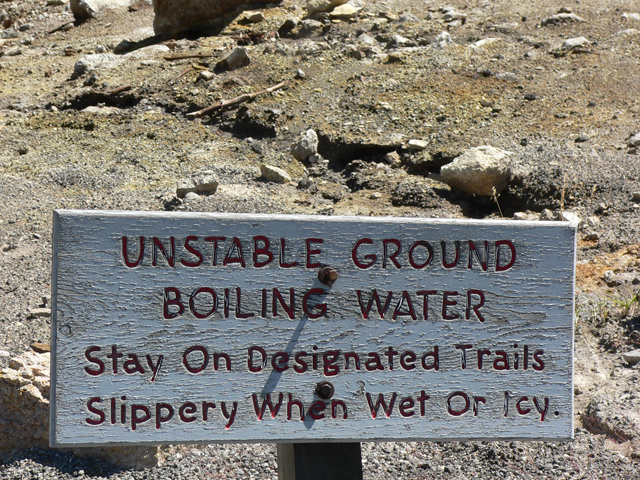 UNSTABLE GROUND
BOILING WATER
Stay On Designated Trails
Slippery When Wet Or Icy.